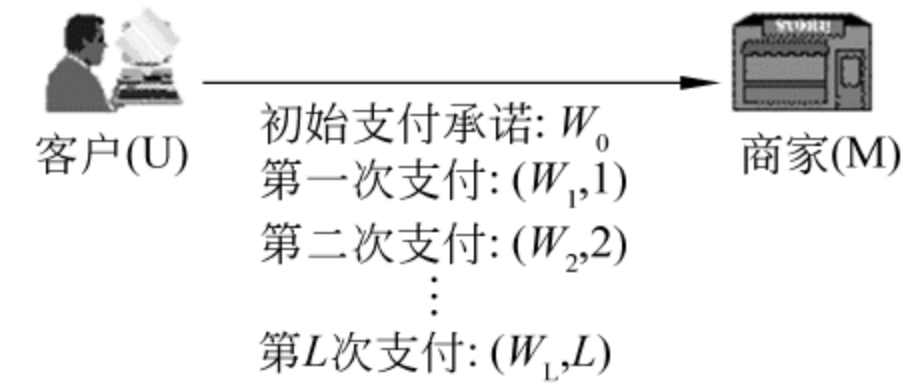 客户(U)
商家(M)
初始支付承诺: W₀
第一次支付: (W₁,1)
第二次支付: (W₂,2)
⋮
第L次支付: (W_L,L)